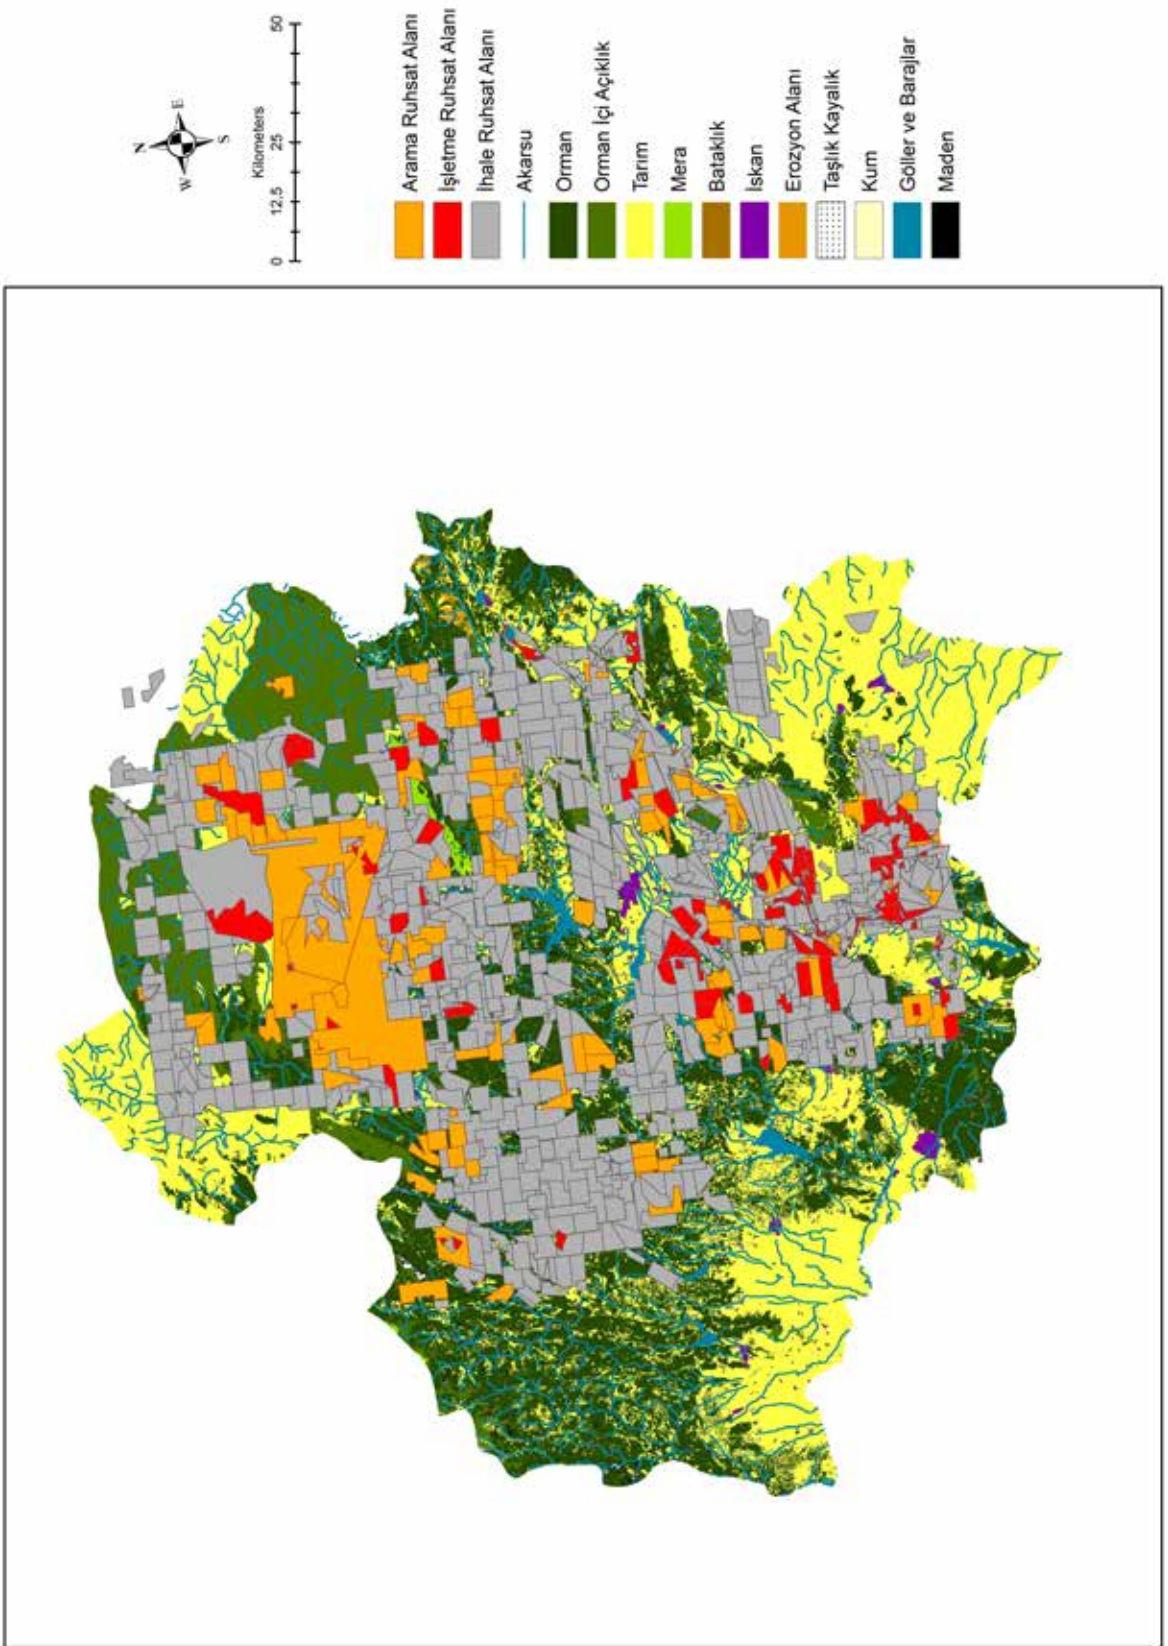 N
W
E
S
Kilometers
0 12.5 25 50
Arama Ruhsat Alanı
İşletme Ruhsat Alanı
İhale Ruhsat Alanı
Akarsu
Orman
Orman İçi Açıklık
Tarım
Mera
Bataklık
İskan
Erozyon Alanı
Taşlık Kayalık
Kum
Göller ve Barajlar
Maden